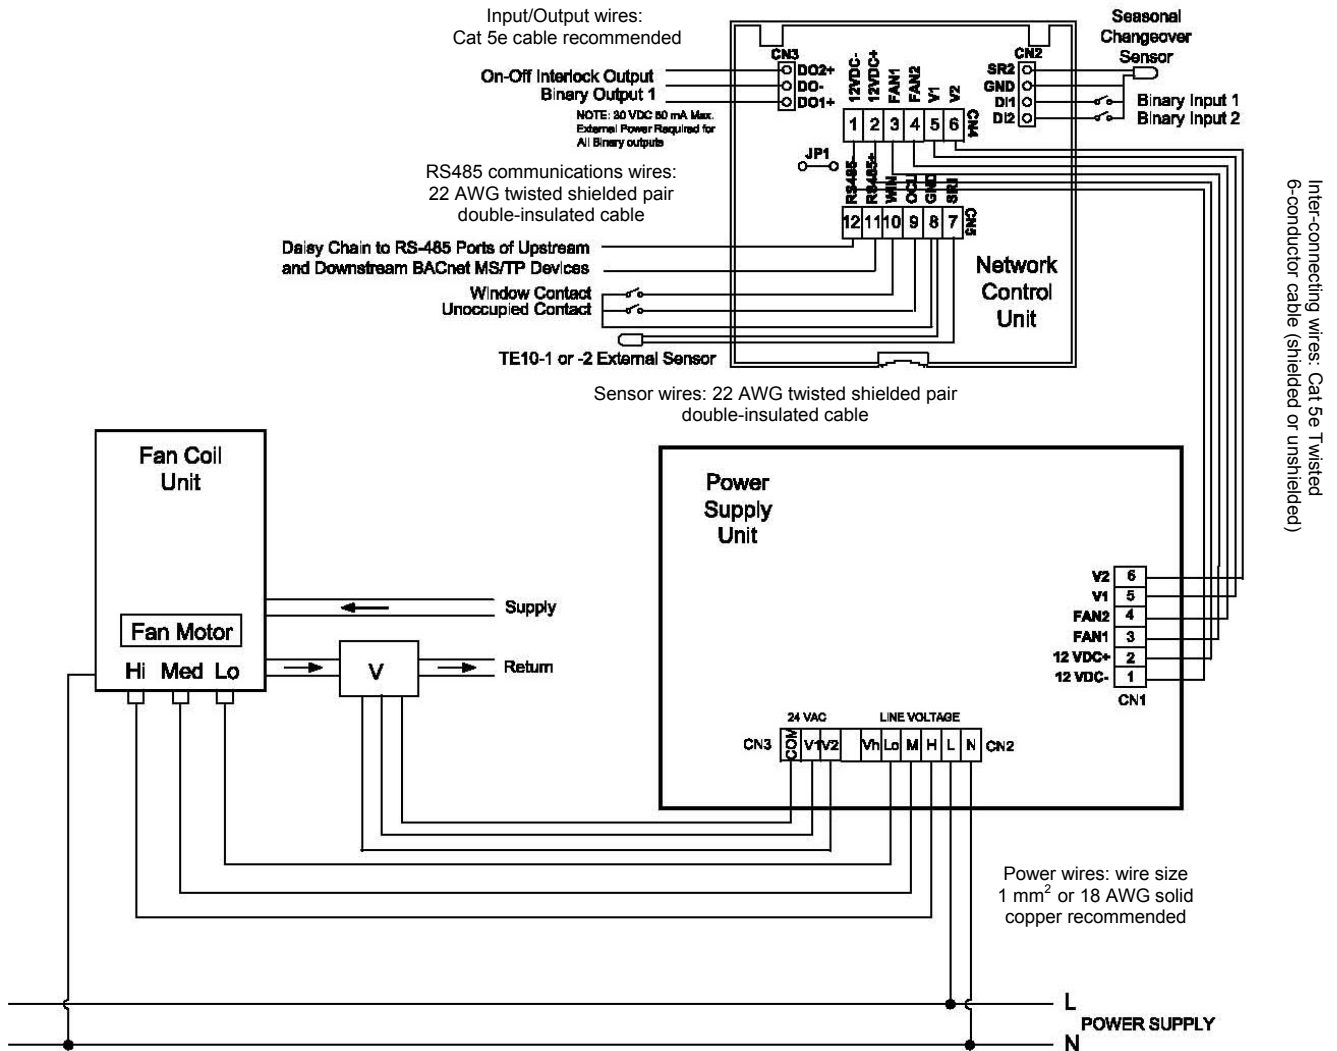 Input/Output wires:
Cat 5e cable recommended
On-Off Interlock Output
Binary Output 1
NOTE: 30 VDC 50 mA Max.
External Power Required for
All Binary outputs
CN3
DO2+
DO-
DO1+
12VDC-
12VDC+
FAN1
FAN2
V1
V2
1 2 3 4 5 6
CN4
CN2
SR2
GND
DI1
DI2
Seasonal
Changeover
Sensor
Binary Input 1
Binary Input 2
JP1
RS485-
RS485+
WIN
OCU
GND
SR1
12 11 10 9 8 7
CN5
Network
Control
Unit
RS485 communications wires:
22 AWG twisted shielded pair
double-insulated cable
Daisy Chain to RS-485 Ports of Upstream
and Downstream BACnet MS/TP Devices
Window Contact
Unoccupied Contact
TE10-1 or -2 External Sensor
Sensor wires: 22 AWG twisted shielded pair
double-insulated cable
Inter-connecting wires: Cat 5e Twisted
6-conductor cable (shielded or unshielded)
Fan Coil
Unit
Fan Motor
Hi Med Lo
Supply
Return
V
Power
Supply
Unit
V2 6
V1 5
FAN2 4
FAN1 3
12 VDC+ 2
12 VDC- 1
CN1
24 VAC LINE VOLTAGE
CN3 COM V1 V2 Vh Lo M H L N CN2
Power wires: wire size
1 mm² or 18 AWG solid
copper recommended
L
POWER SUPPLY
N